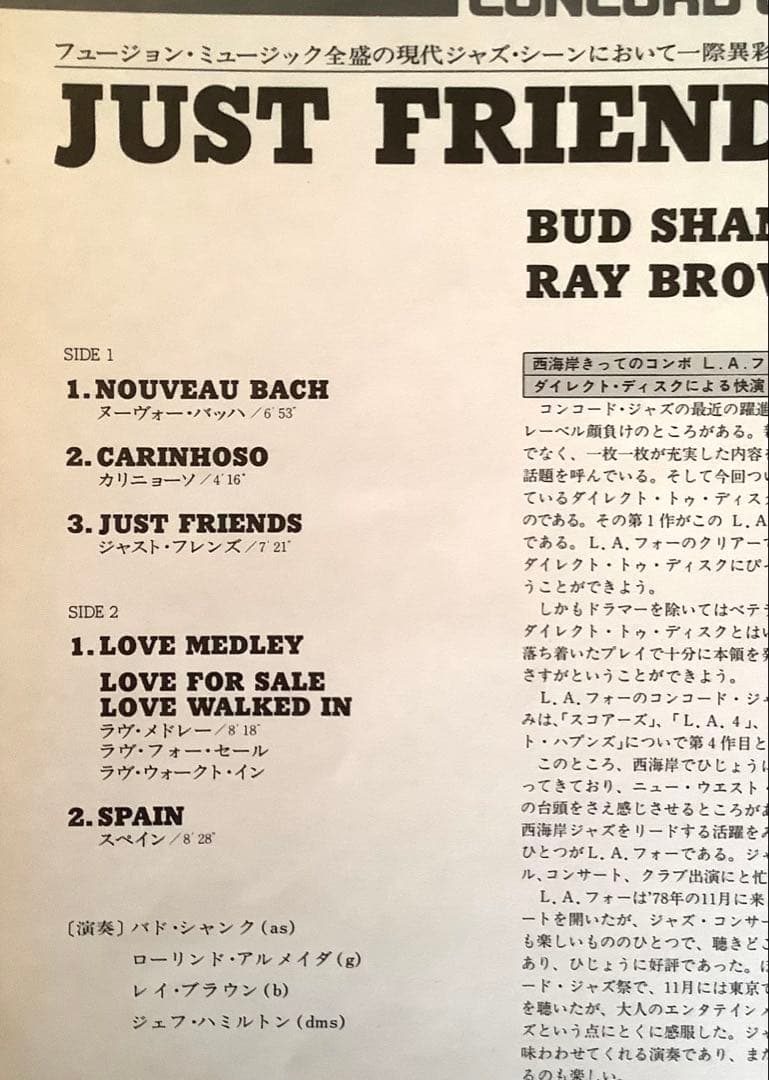 CONCORD
フュージョン・ミュージック全盛の現代ジャズ・シーンにおいて一際異彩
JUST FRIEND
BUD SHAN
RAY BROW
SIDE 1
1. NOUVEAU BACH
ヌーヴォー・バッハ/6′53″
2. CARINHOSO
カリニョーソ/4′16″
3. JUST FRIENDS
ジャスト・フレンズ/7′21″
SIDE 2
1. LOVE MEDLEY
LOVE FOR SALE
LOVE WALKED IN
ラヴ・メドレー/8′18″
ラヴ・フォー・セール
ラヴ・ウォークト・イン
2. SPAIN
スペイン/8′28″
〔演奏〕バド・シャンク(as)
ローリンド・アルメイダ(g)
レイ・ブラウン(b)
ジェフ・ハミルトン(dms)
西海岸きってのコンボ L.A.フ
ダイレクト・ディスクによる快演
コンコード・ジャズの最近の躍進
レーベル顔負けのところがある。
でなく、一枚一枚が充実した内容
話題を呼んでいる。そして今回つい
ているダイレクト・トゥ・ディス
のである。その第1作がこの L.A.
である。L.A.フォーのクリアー
ダイレクト・トゥ・ディスクにぴ
うことができよう。
しかもドラマーを除いてはベテ
ダイレクト・トゥ・ディスクとは
落ち着いたプレイで十分に本領を
さすがということができよう。
L.A.フォーのコンコード・ジャ
みは、「スコアーズ」、「L.A.4」、
ト・ハプンズ」についで第4作目と
このところ、西海岸でひじょうに
ってきており、ニュー・ウエスト・
の台頭をさえ感じさせるところがあ
西海岸ジャズをリードする活躍を
ひとつがL.A.フォーである。ジ
ル、コンサート、クラブ出演にと忙
L.A.フォーは'78年の11月に来
ートを開いたが、ジャズ・コンサー
も楽しいもののひとつで、聴きどこ
あり、ひじょうに好評であった。
ード・ジャズ祭で、11月には東京で
を聴いたが、大人のエンタテイン
ズという点にとくに感服した。ジャ
味わわせてくれる演奏であり、また
るのも楽しい。